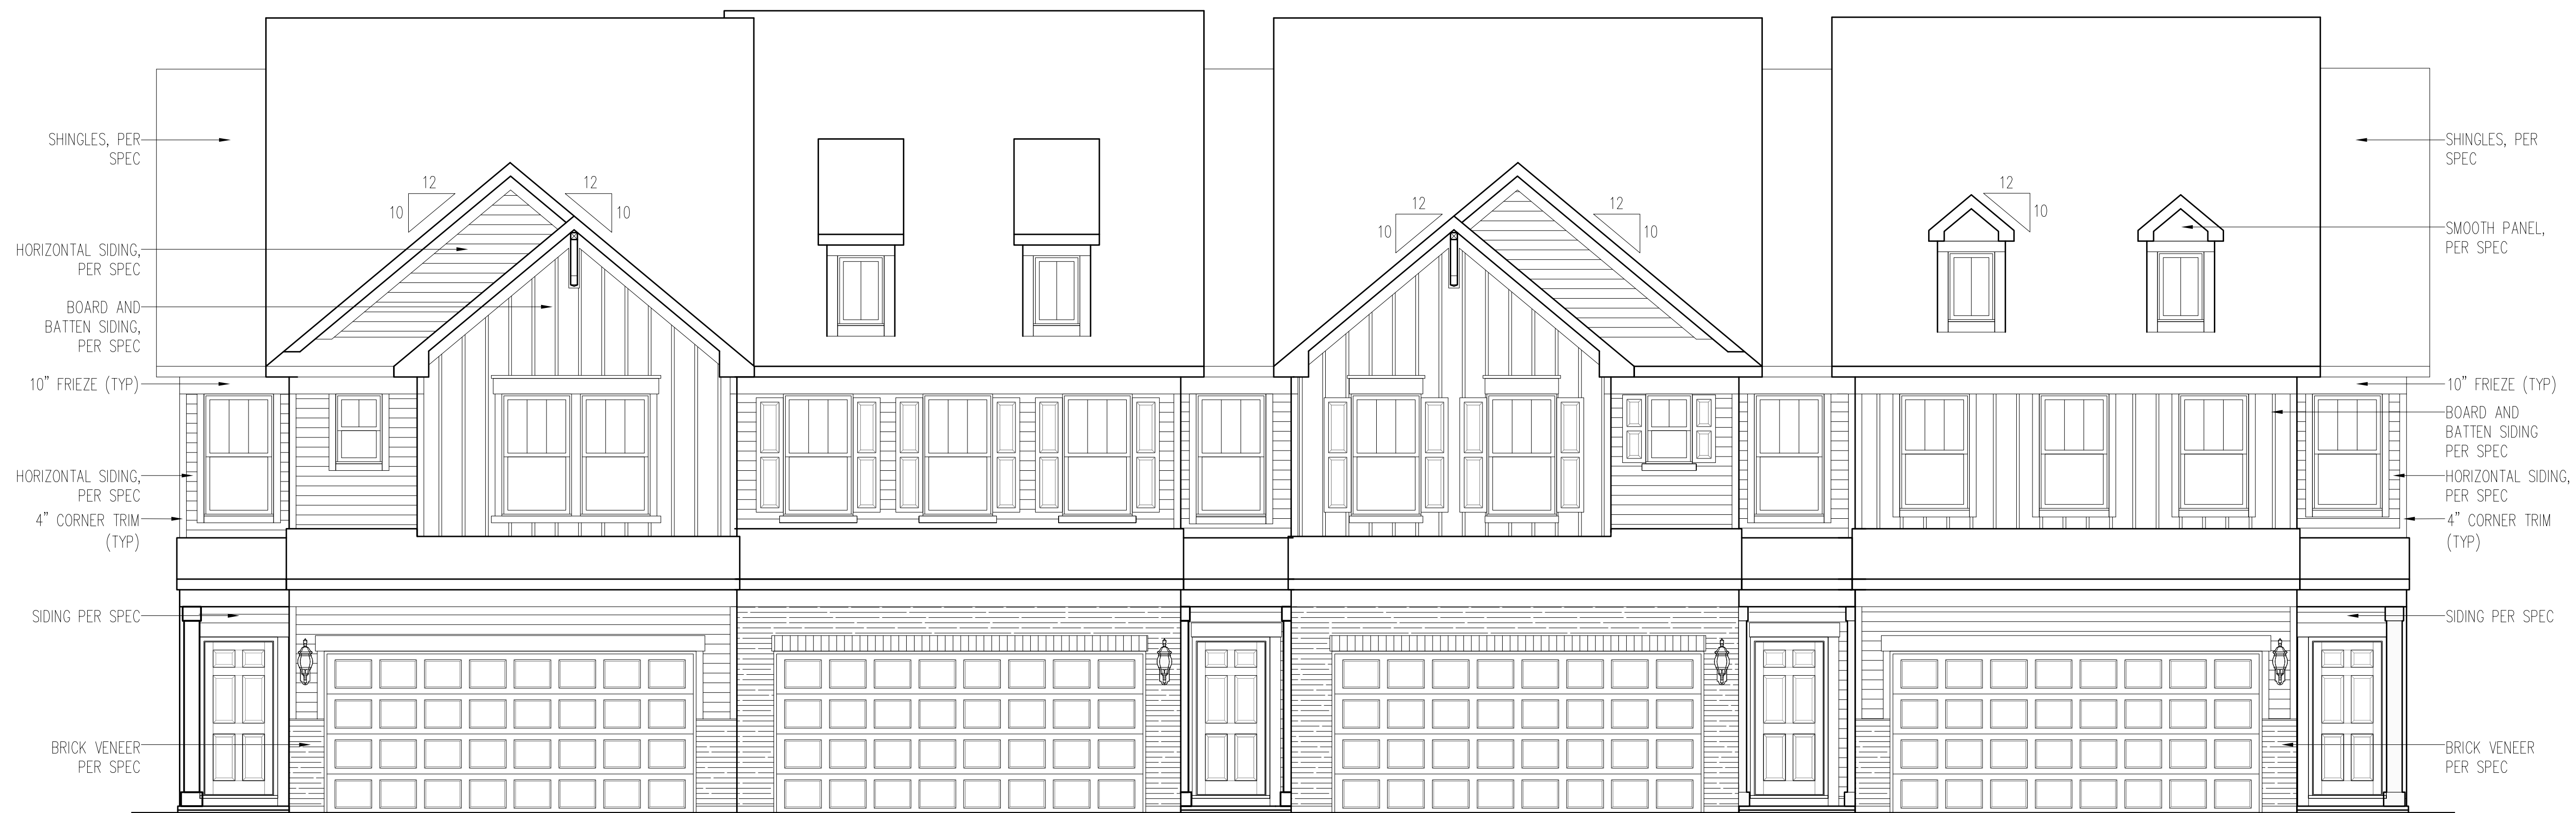 SHINGLES, PER
SPEC
12
10
12
10
HORIZONTAL SIDING,
PER SPEC
BOARD AND
BATTEN SIDING,
PER SPEC
10" FRIEZE (TYP)
HORIZONTAL SIDING,
PER SPEC
4" CORNER TRIM
(TYP)
SIDING PER SPEC
BRICK VENEER
PER SPEC
12
10
12
10
12
10
SHINGLES, PER
SPEC
SMOOTH PANEL,
PER SPEC
10" FRIEZE (TYP)
BOARD AND
BATTEN SIDING
PER SPEC
HORIZONTAL SIDING,
PER SPEC
4" CORNER TRIM
(TYP)
SIDING PER SPEC
BRICK VENEER
PER SPEC